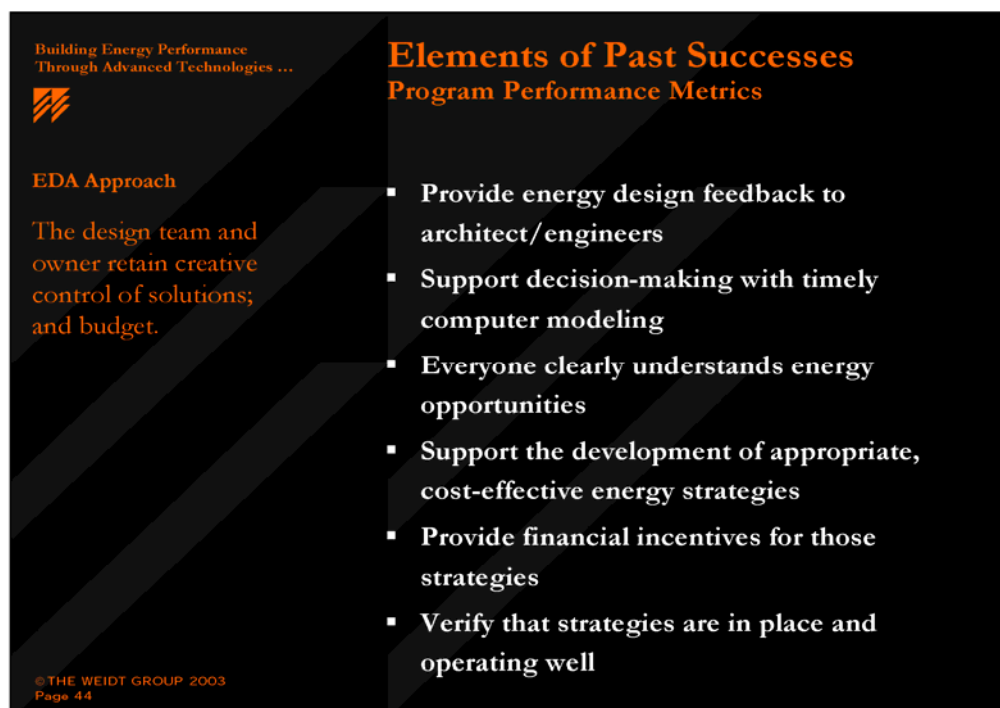 Building Energy Performance
Through Advanced Technologies ...
Elements of Past Successes
Program Performance Metrics
EDA Approach
The design team and
owner retain creative
control of solutions;
and budget.
▪ Provide energy design feedback to
architect/engineers
▪ Support decision-making with timely
computer modeling
▪ Everyone clearly understands energy
opportunities
▪ Support the development of appropriate,
cost-effective energy strategies
▪ Provide financial incentives for those
strategies
▪ Verify that strategies are in place and
operating well
©THE WEIDT GROUP 2003
Page 44